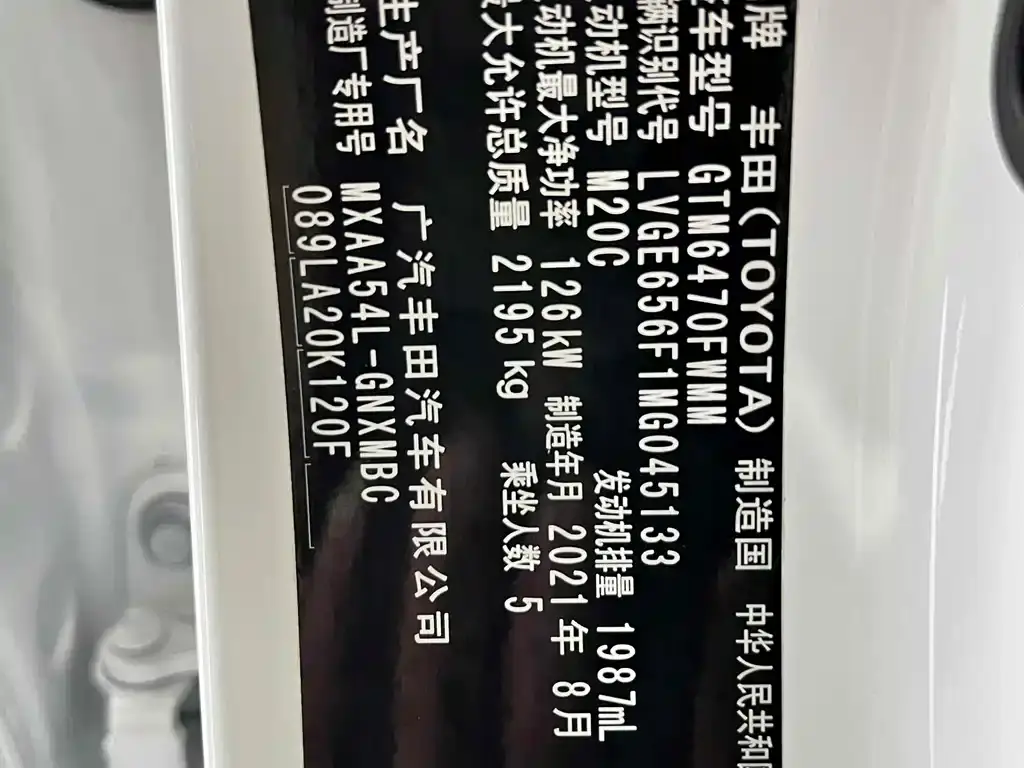 牌 丰田(TOYOTA) 制造国 中华人民共和
车型号 GTM6470FWMM
辆识别代号 LVGE656F1MG045133
动机型号 M20C 发动机排量 1987mL
动机最大净功率 126kW 制造年月 2021年8月
大允许总质量 2195kg 乘坐人数 5
生产厂名 广汽丰田汽车有限公司
制造厂专用号 MXAA54L-GNXMBC
089LA20K120F